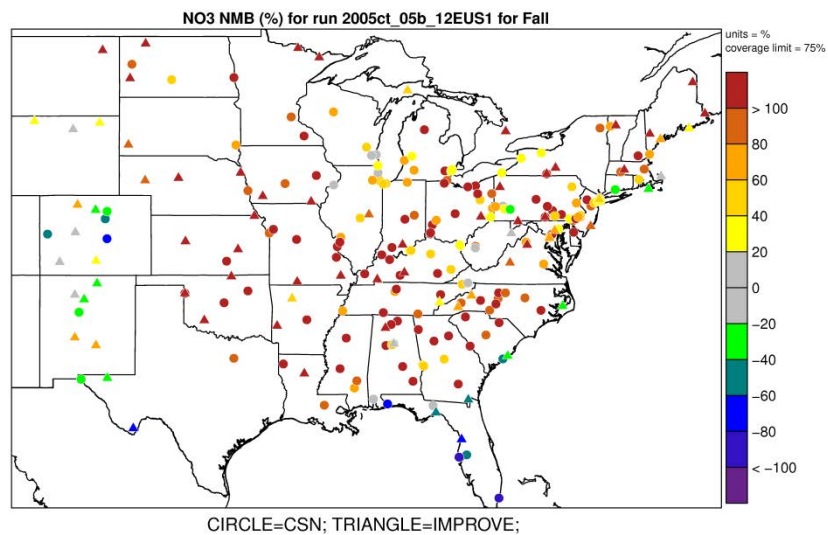 NO3 NMB (%) for run 2005ct_05b_12EUS1 for Fall
units = %
coverage limit = 75%
> 100
80
60
40
20
0
−20
−40
−60
−80
< −100
CIRCLE=CSN; TRIANGLE=IMPROVE;